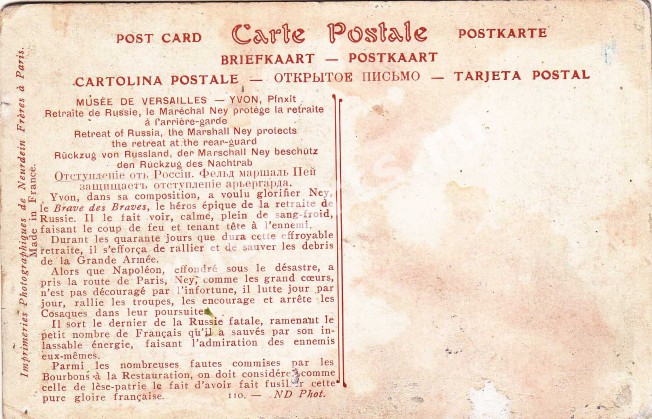 POST CARD Carte Postale POSTKARTE
BRIEFKAART — POSTKAART
CARTOLINA POSTALE — ОТКРЫТОЕ ПИСЬМО — TARJETA POSTAL
MUSÉE DE VERSAILLES — YVON, Pinxit
Retraite de Russie, le Maréchal Ney protège la retraite
à l'arrière-garde
Retreat of Russia, the Marshall Ney protects
the retreat at the rear-guard
Rückzug von Russland, der Marschall Ney beschützt
den Rückzug des Nachtrab
Отступленіе отъ Россіи. Фельд маршалъ Ней
защищаетъ отступленіе арьергарда.
Yvon, dans sa composition, a voulu glorifier Ney,
le Brave des Braves, le héros épique de la retraite de
Russie. Il le fait voir, calme, plein de sang-froid,
faisant le coup de feu et tenant tête à l'ennemi.
Durant les quarante jours que dura cette effroyable
retraite, il s'efforça de rallier et de sauver les débris
de la Grande Armée.
Alors que Napoléon, effondré sous le désastre, a
pris la route de Paris, Ney, comme les grand cœurs,
n'est pas découragé par l'infortune, il lutte jour par
jour, rallie les troupes, les encourage et arrête les
Cosaques dans leur poursuite.
Il sort le dernier de la Russie fatale, ramenant le
petit nombre de Français qu'il a sauvés par son in-
lassable énergie, faisant l'admiration des ennemis
eux-mêmes.
Parmi les nombreuses fautes commises par les
Bourbons à la Restauration, on doit considérer comme
celle de lèse-patrie le fait d'avoir fait fusiller cette
pure gloire française. 110. — ND Phot.
Imprimeries Photographiques de Neurdein Frères à Paris.
Made in France.